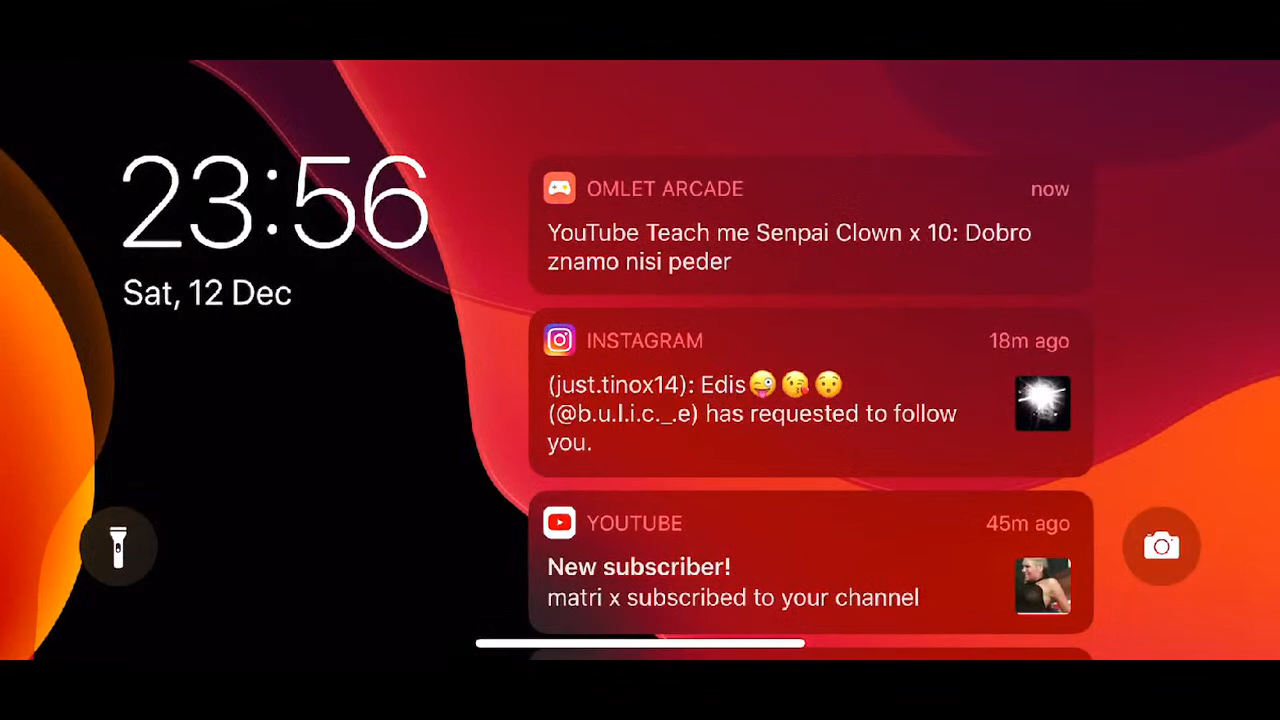 23:56
Sat, 12 Dec
OMLET ARCADE now
YouTube Teach me Senpai Clown x 10: Dobro
znamo nisi peder
INSTAGRAM 18m ago
(just.tinox14): Edis😜😘😯
(@b.u.l.i.c._.e) has requested to follow
you.
YOUTUBE 45m ago
New subscriber!
matri x subscribed to your channel